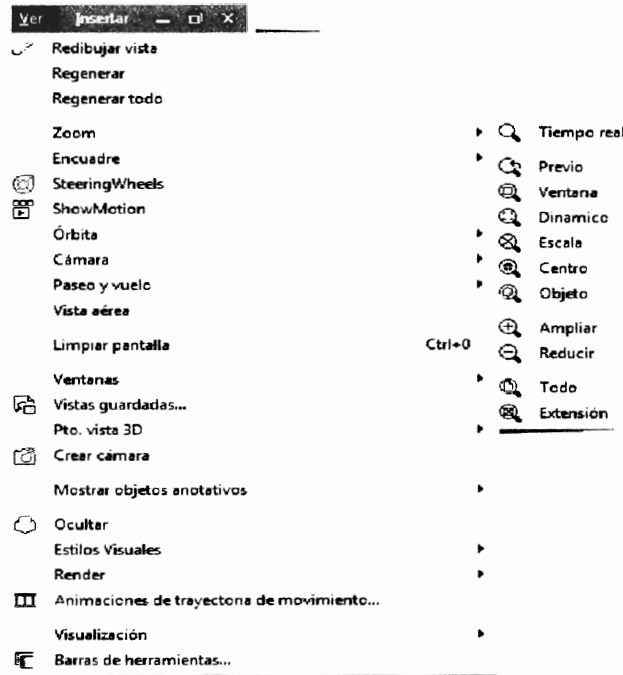 Ver Insertar
Redibujar vista
Regenerar
Regenerar todo
Zoom
Encuadre
SteeringWheels
ShowMotion
Órbita
Cámara
Paseo y vuelo
Vista aérea
Limpiar pantalla Ctrl+0
Ventanas
Vistas guardadas...
Pto. vista 3D
Crear cámara
Mostrar objetos anotativos
Ocultar
Estilos Visuales
Render
Animaciones de trayectoria de movimiento...
Visualización
Barras de herramientas...
Tiempo real
Previo
Ventana
Dinamico
Escala
Centro
Objeto
Ampliar
Reducir
Todo
Extensión